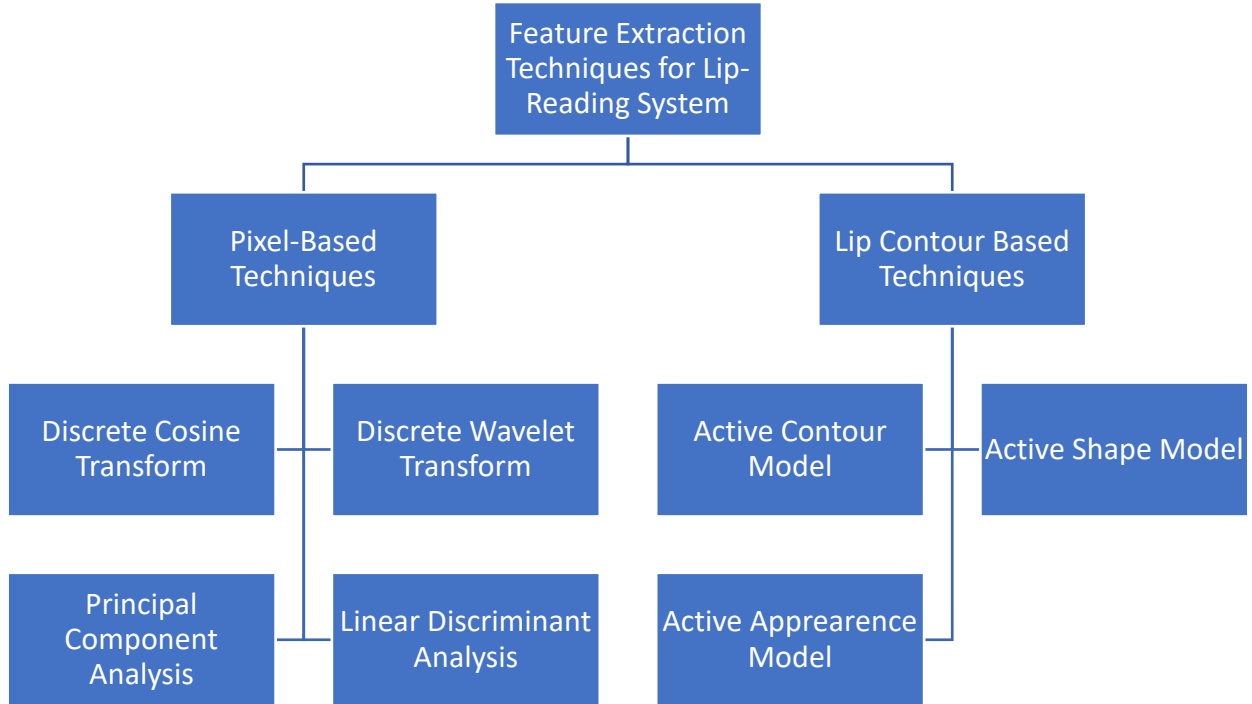 Feature Extraction
Techniques for Lip-
Reading System
Pixel-Based
Techniques
Lip Contour Based
Techniques
Discrete Cosine
Transform
Discrete Wavelet
Transform
Active Contour
Model
Active Shape Model
Principal
Component
Analysis
Linear Discriminant
Analysis
Active Apprearence
Model